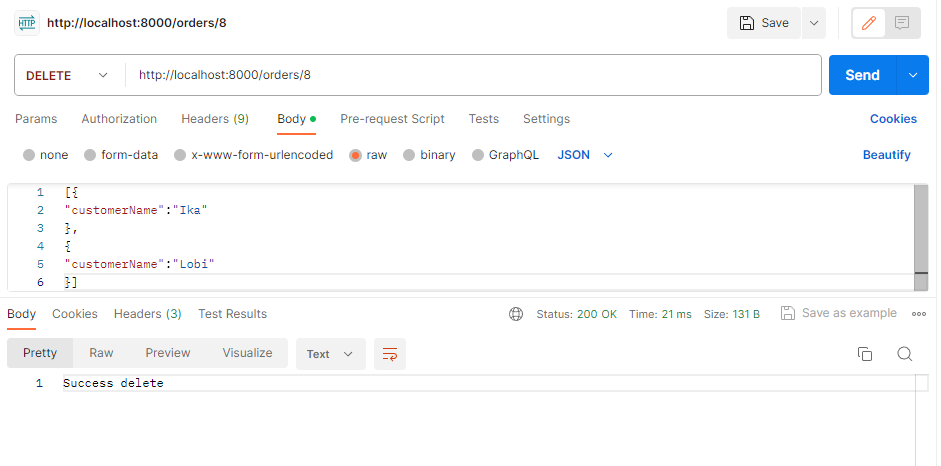 HTTP http://localhost:8000/orders/8 Save
DELETE http://localhost:8000/orders/8 Send
Params Authorization Headers (9) Body Pre-request Script Tests Settings Cookies
none form-data x-www-form-urlencoded raw binary GraphQL JSON Beautify
1 [{
2 "customerName":"Ika"
3 },
4 {
5 "customerName":"Lobi"
6 }]
Body Cookies Headers (3) Test Results Status: 200 OK Time: 21 ms Size: 131 B Save as example
Pretty Raw Preview Visualize Text
1 Success delete